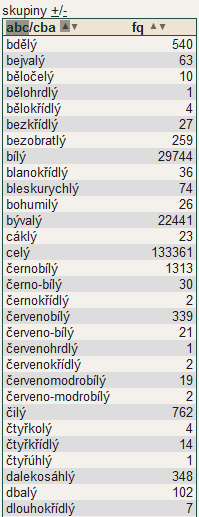 skupiny +/-
abc/cba ▲▼ fq ▲▼
bdělý 540
bejvalý 63
běločelý 10
bělohrdlý 1
bělokřídlý 4
bezkřídlý 27
bezobratlý 259
bílý 29744
blanokřídlý 36
bleskurychlý 74
bohumilý 26
bývalý 22441
cáklý 23
celý 133361
černobílý 1313
černo-bílý 30
černokřídlý 2
červenobílý 339
červeno-bílý 21
červenohrdlý 1
červenokřídlý 2
červenomodrobílý 19
červeno-modrobílý 2
čilý 762
čtyřkolý 4
čtyřkřídlý 14
čtyřúhlý 1
dalekosáhlý 348
dbalý 102
dlouhokřídlý 7